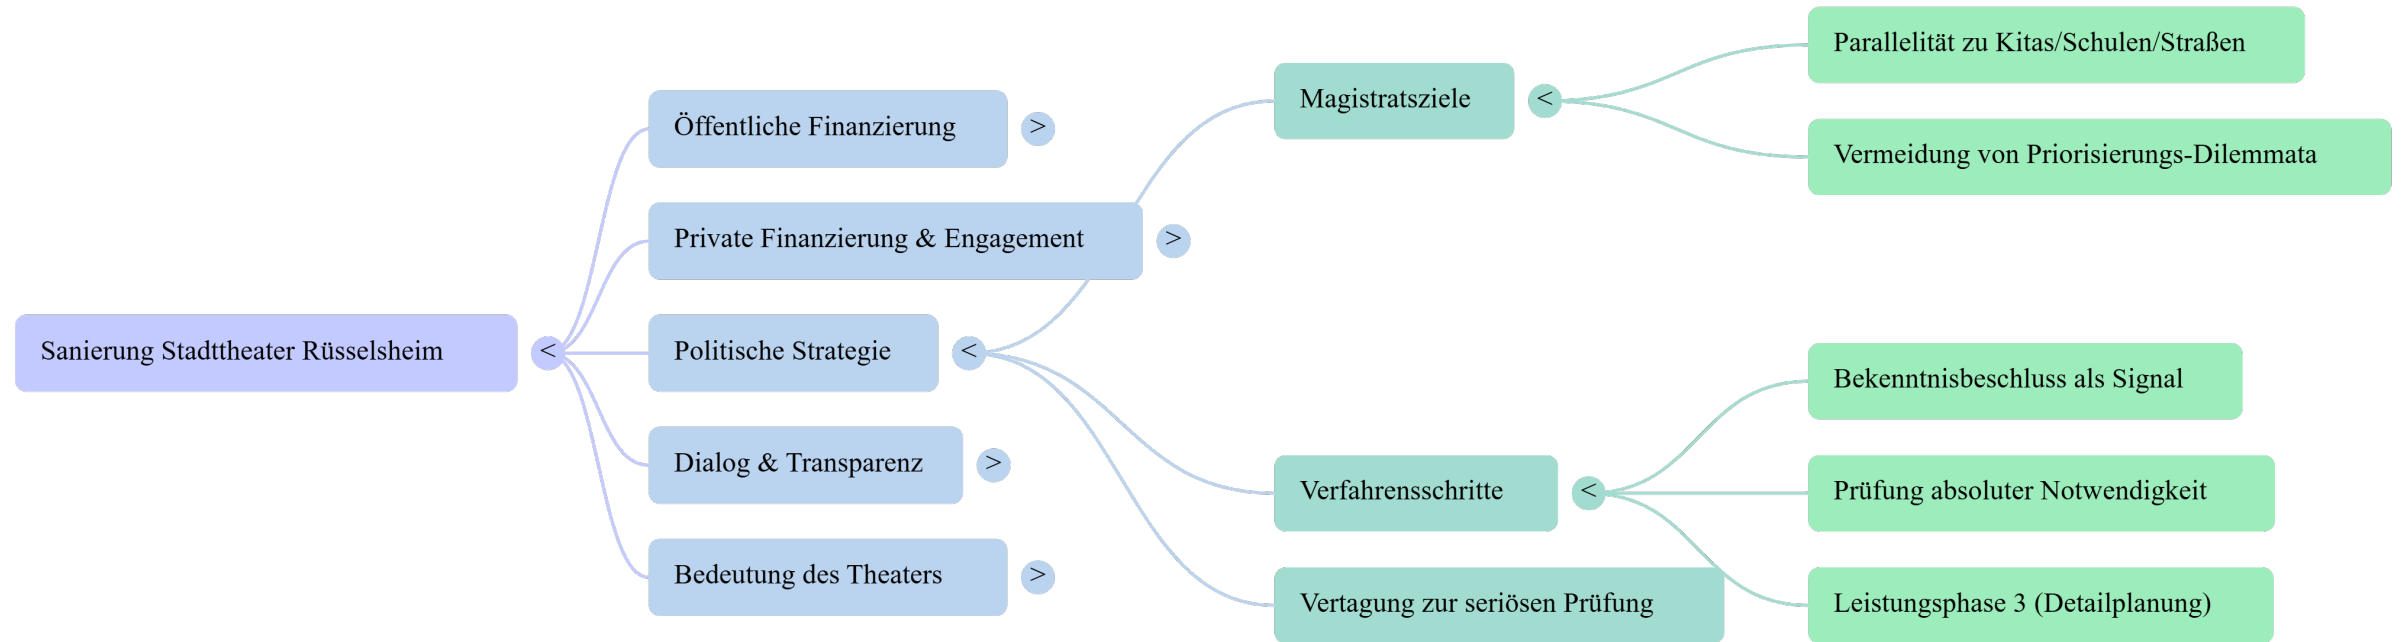 Sanierung Stadttheater Rüsselsheim
<
Öffentliche Finanzierung
>
Private Finanzierung & Engagement
>
Politische Strategie
<
Dialog & Transparenz
>
Bedeutung des Theaters
>
Magistratsziele
<
Parallelität zu Kitas/Schulen/Straßen
Vermeidung von Priorisierungs-Dilemmata
Verfahrensschritte
<
Bekenntnisbeschluss als Signal
Prüfung absoluter Notwendigkeit
Leistungsphase 3 (Detailplanung)
Vertagung zur seriösen Prüfung